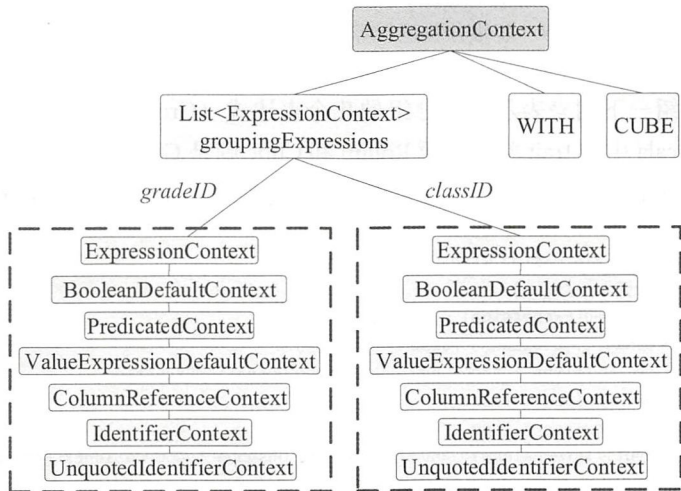 AggregationContext
List<ExpressionContext>
groupingExpressions
WITH
CUBE
gradeID
classID
ExpressionContext
BooleanDefaultContext
PredicatedContext
ValueExpressionDefaultContext
ColumnReferenceContext
IdentifierContext
UnquotedIdentifierContext
ExpressionContext
BooleanDefaultContext
PredicatedContext
ValueExpressionDefaultContext
ColumnReferenceContext
IdentifierContext
UnquotedIdentifierContext